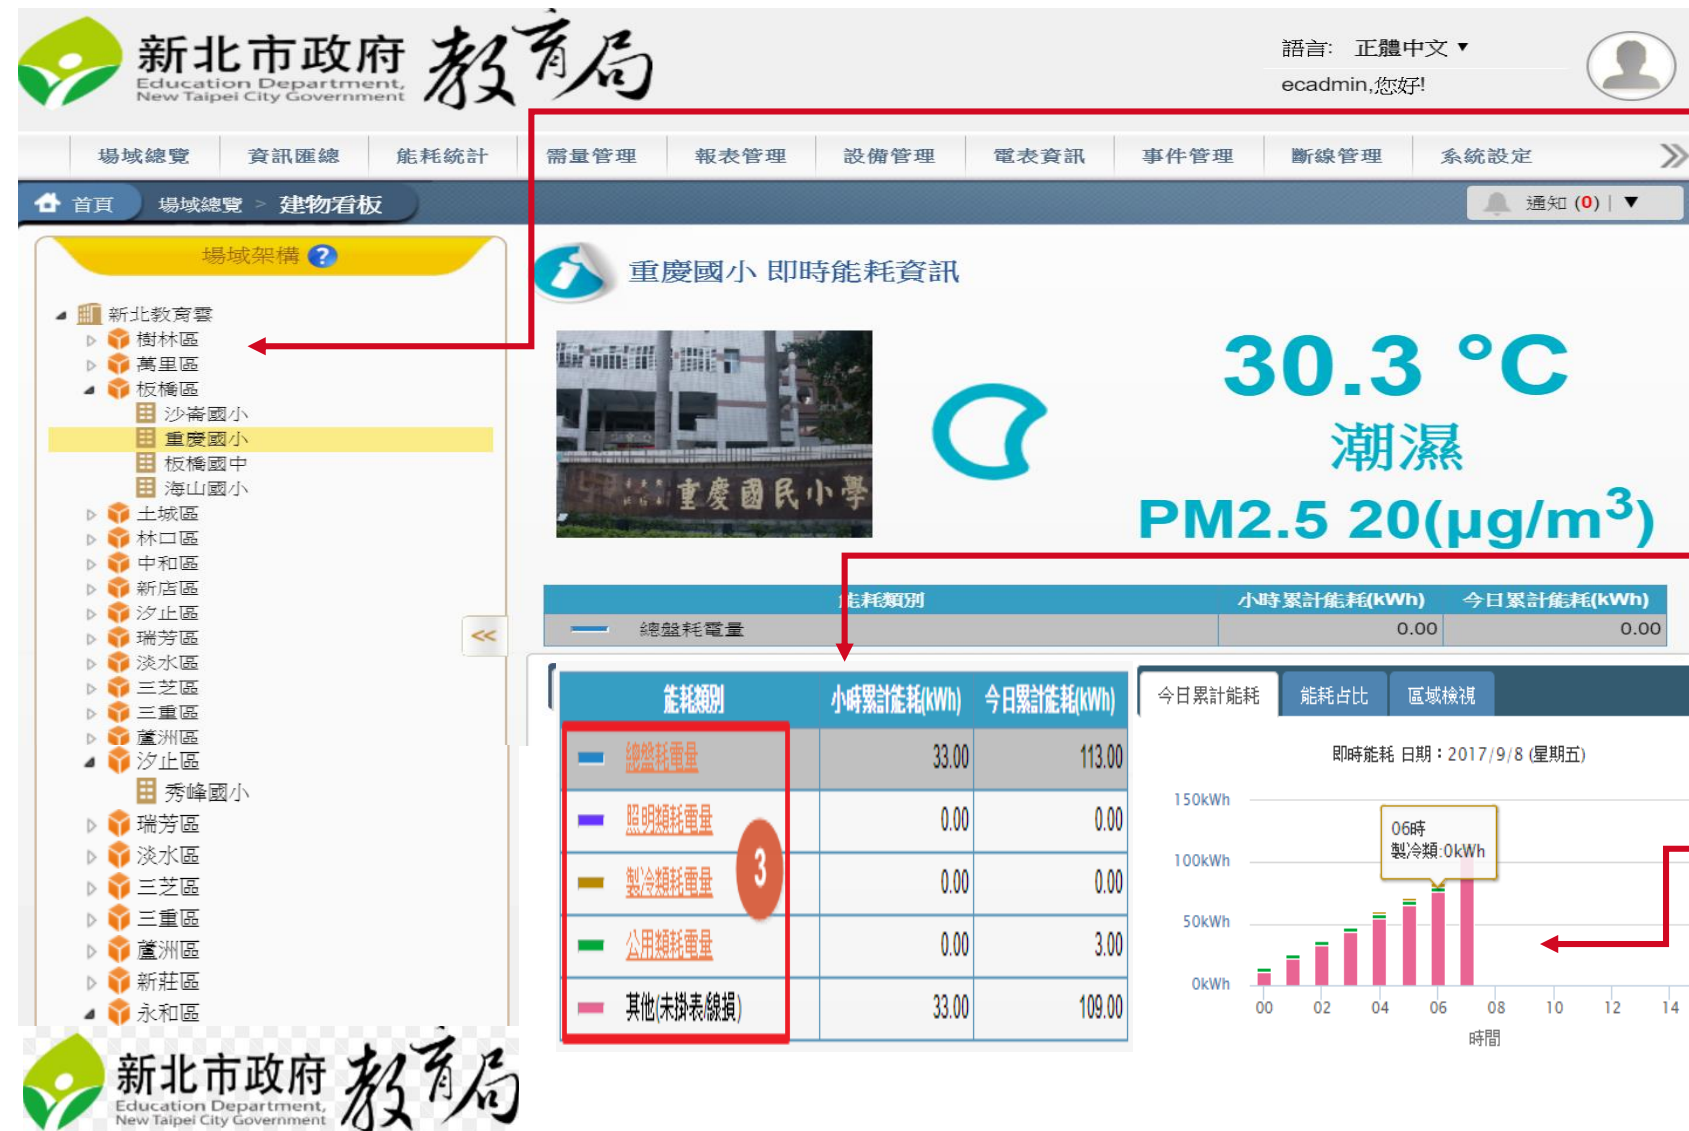 新北市政府 教育局
Education Department,
New Taipei City Government
語言: 正體中文 ▼
ecadmin,您好!
場域總覽 資訊匯總 能耗統計 需量管理 報表管理 設備管理 電表資訊 事件管理 斷線管理 系統設定 >>
首頁 場域總覽 > 建物看板
通知 (0) | ▼
場域架構 ?
新北教育雲
樹林區
萬里區
板橋區
沙崙國小
重慶國小
板橋國中
海山國小
土城區
林口區
中和區
新店區
汐止區
瑞芳區
淡水區
三芝區
三重區
蘆洲區
汐止區
秀峰國小
瑞芳區
淡水區
三芝區
三重區
蘆洲區
新莊區
永和區
<<
重慶國小 即時能耗資訊
重慶國民小學
30.3 °C
潮濕
PM2.5 20(μg/m³)
能耗類別 小時累計能耗(kWh) 今日累計能耗(kWh)
總盤耗電量 0.00 0.00
能耗類別 小時累計能耗(kWh) 今日累計能耗(kWh)
總盤耗電量 33.00 113.00
照明類耗電量 0.00 0.00
製冷類耗電量 0.00 0.00
公用類耗電量 0.00 3.00
其他(未掛表/線損) 33.00 109.00
3
今日累計能耗 能耗占比 區域檢視
即時能耗 日期：2017/9/8 (星期五)
150kWh
100kWh
50kWh
0kWh
06時
製冷類:0kWh
00 02 04 06 08 10 12 14
時間
新北市政府 教育局
Education Department,
New Taipei City Government